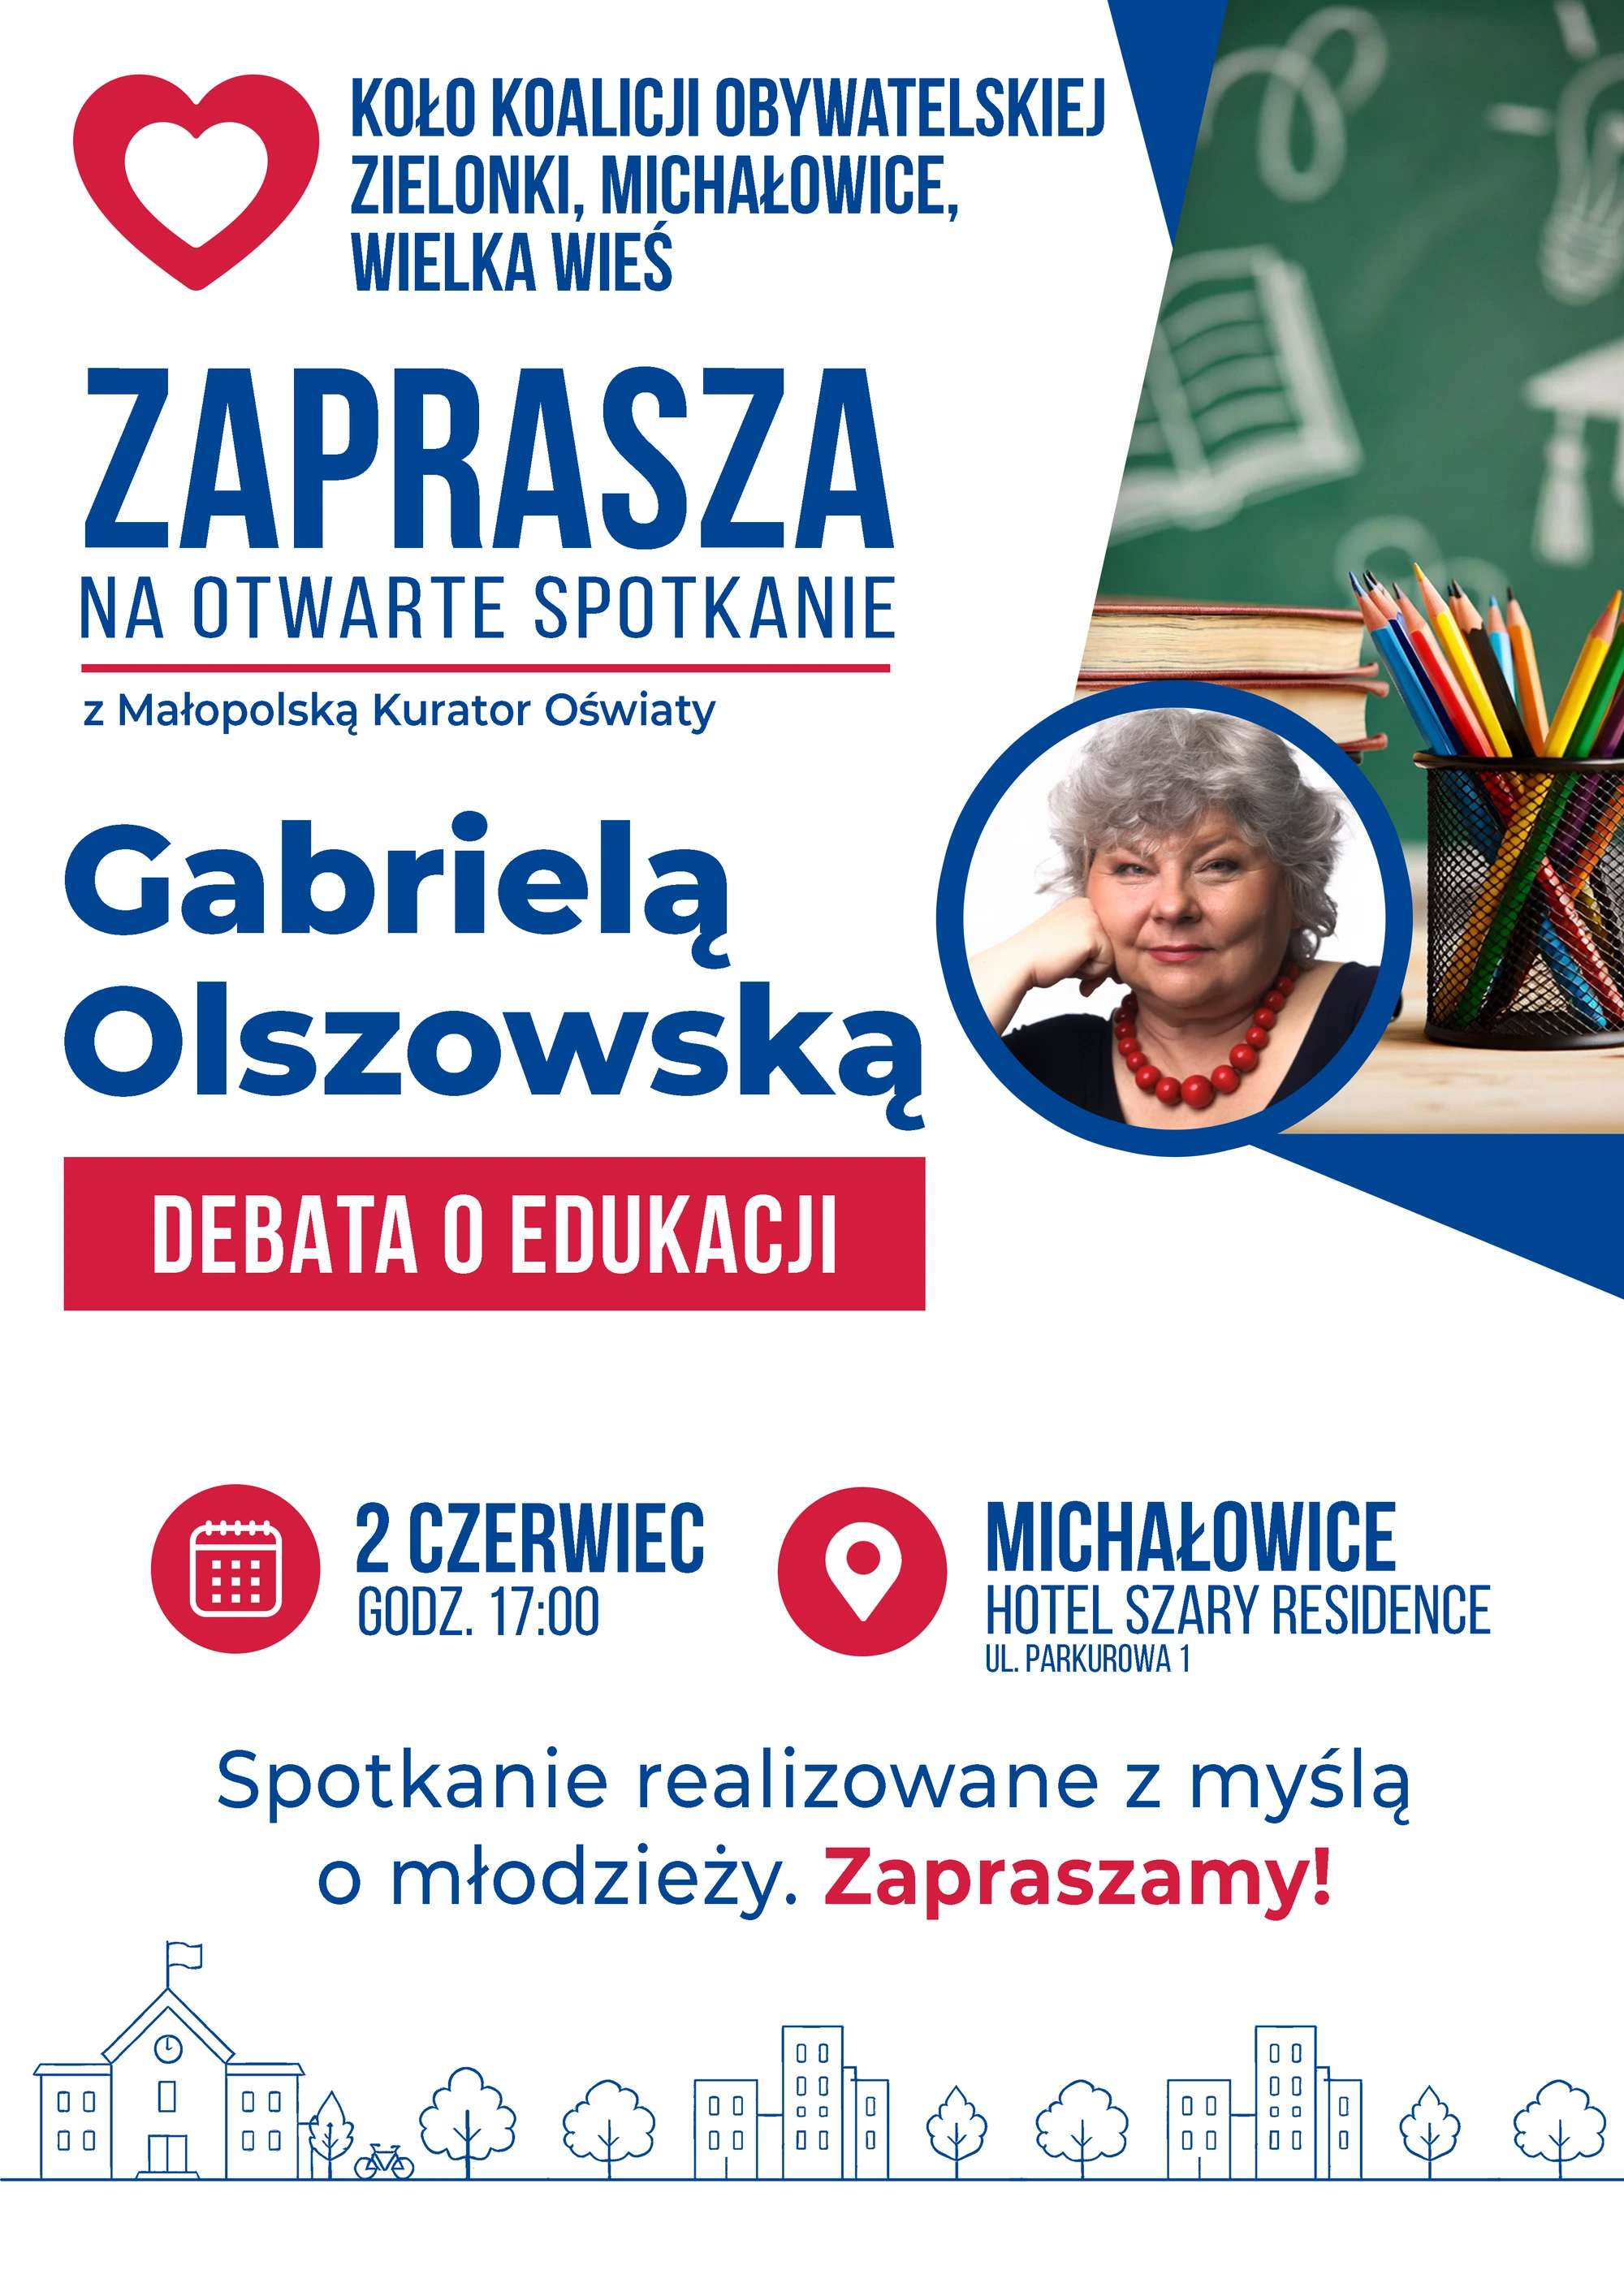 KOŁO KOALICJI OBYWATELSKIEJ
ZIELONKI, MICHAŁOWICE,
WIELKA WIEŚ
ZAPRASZA
NA OTWARTE SPOTKANIE
z Małopolską Kurator Oświaty
Gabrielą
Olszowską
DEBATA O EDUKACJI
2 CZERWIEC
GODZ. 17:00
MICHAŁOWICE
HOTEL SZARY RESIDENCE
UL. PARKUROWA 1
Spotkanie realizowane z myślą
o młodzieży. Zapraszamy!